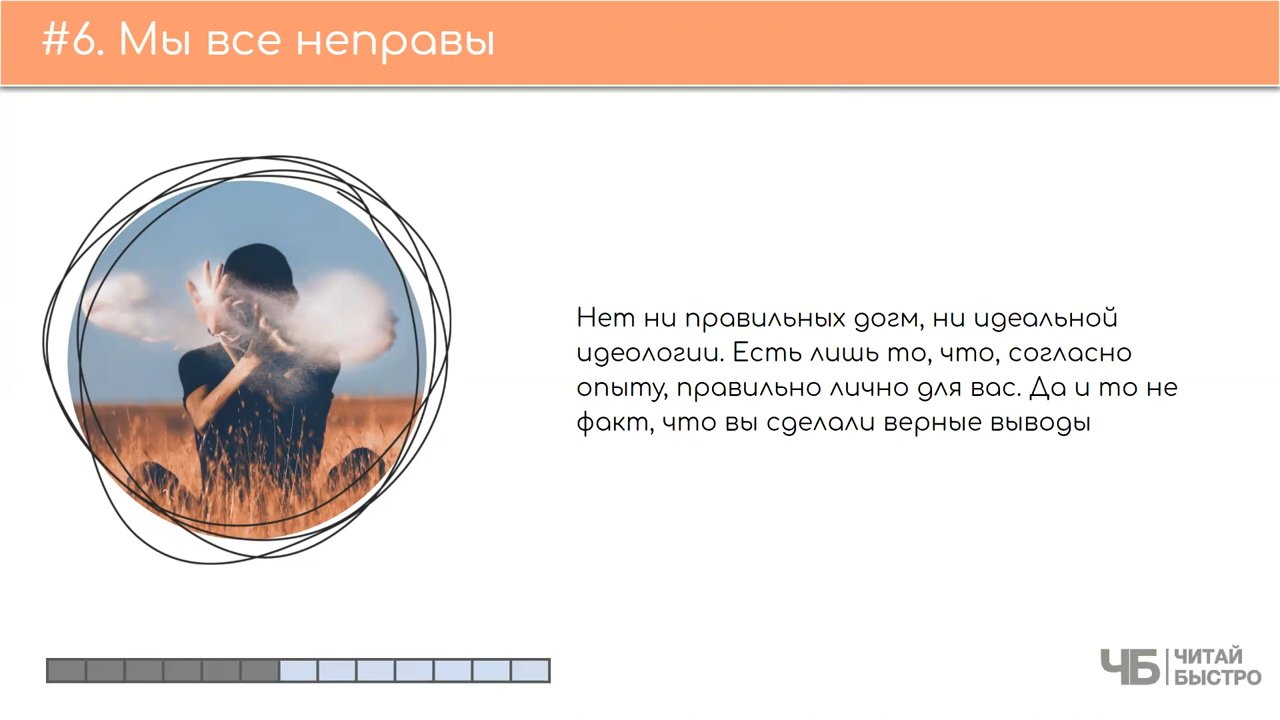 #6. Мы все неправы
Нет ни правильных догм, ни идеальной
идеологии. Есть лишь то, что, согласно
опыту, правильно лично для вас. Да и то не
факт, что вы сделали верные выводы
ЧБ ЧИТАЙ
БЫСТРО